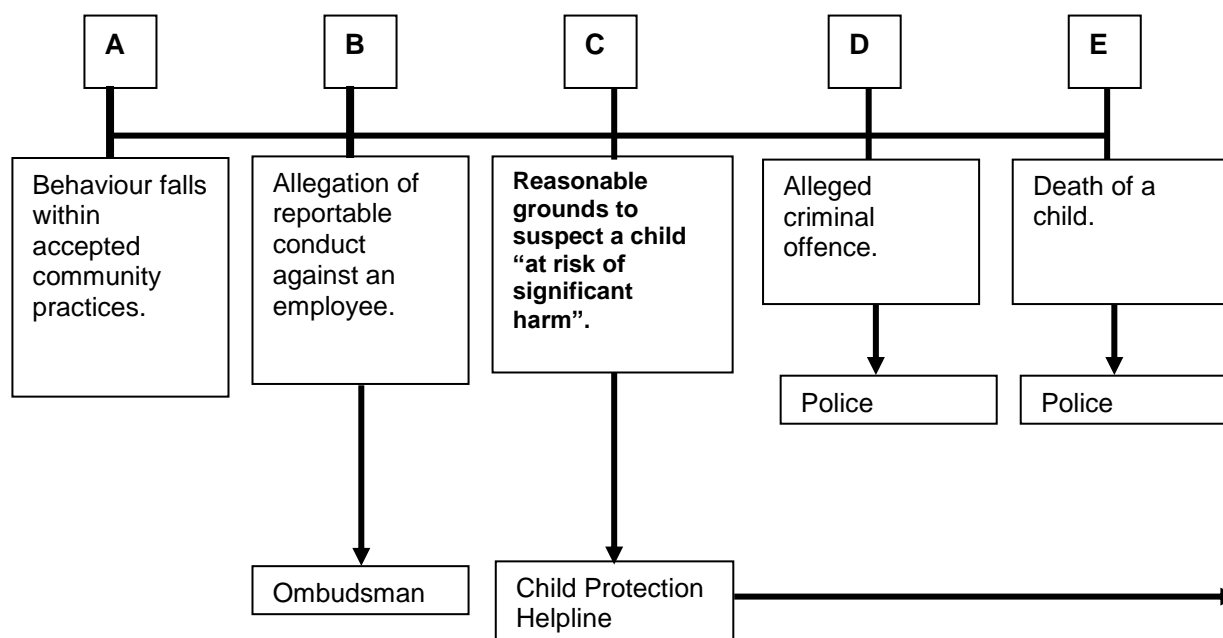 A
B
C
D
E
Behaviour falls
within
accepted
community
practices.
Allegation of
reportable
conduct
against an
employee.
Reasonable
grounds to
suspect a child
“at risk of
significant
harm”.
Alleged
criminal
offence.
Death of a
child.
Police
Police
Ombudsman
Child Protection
Helpline